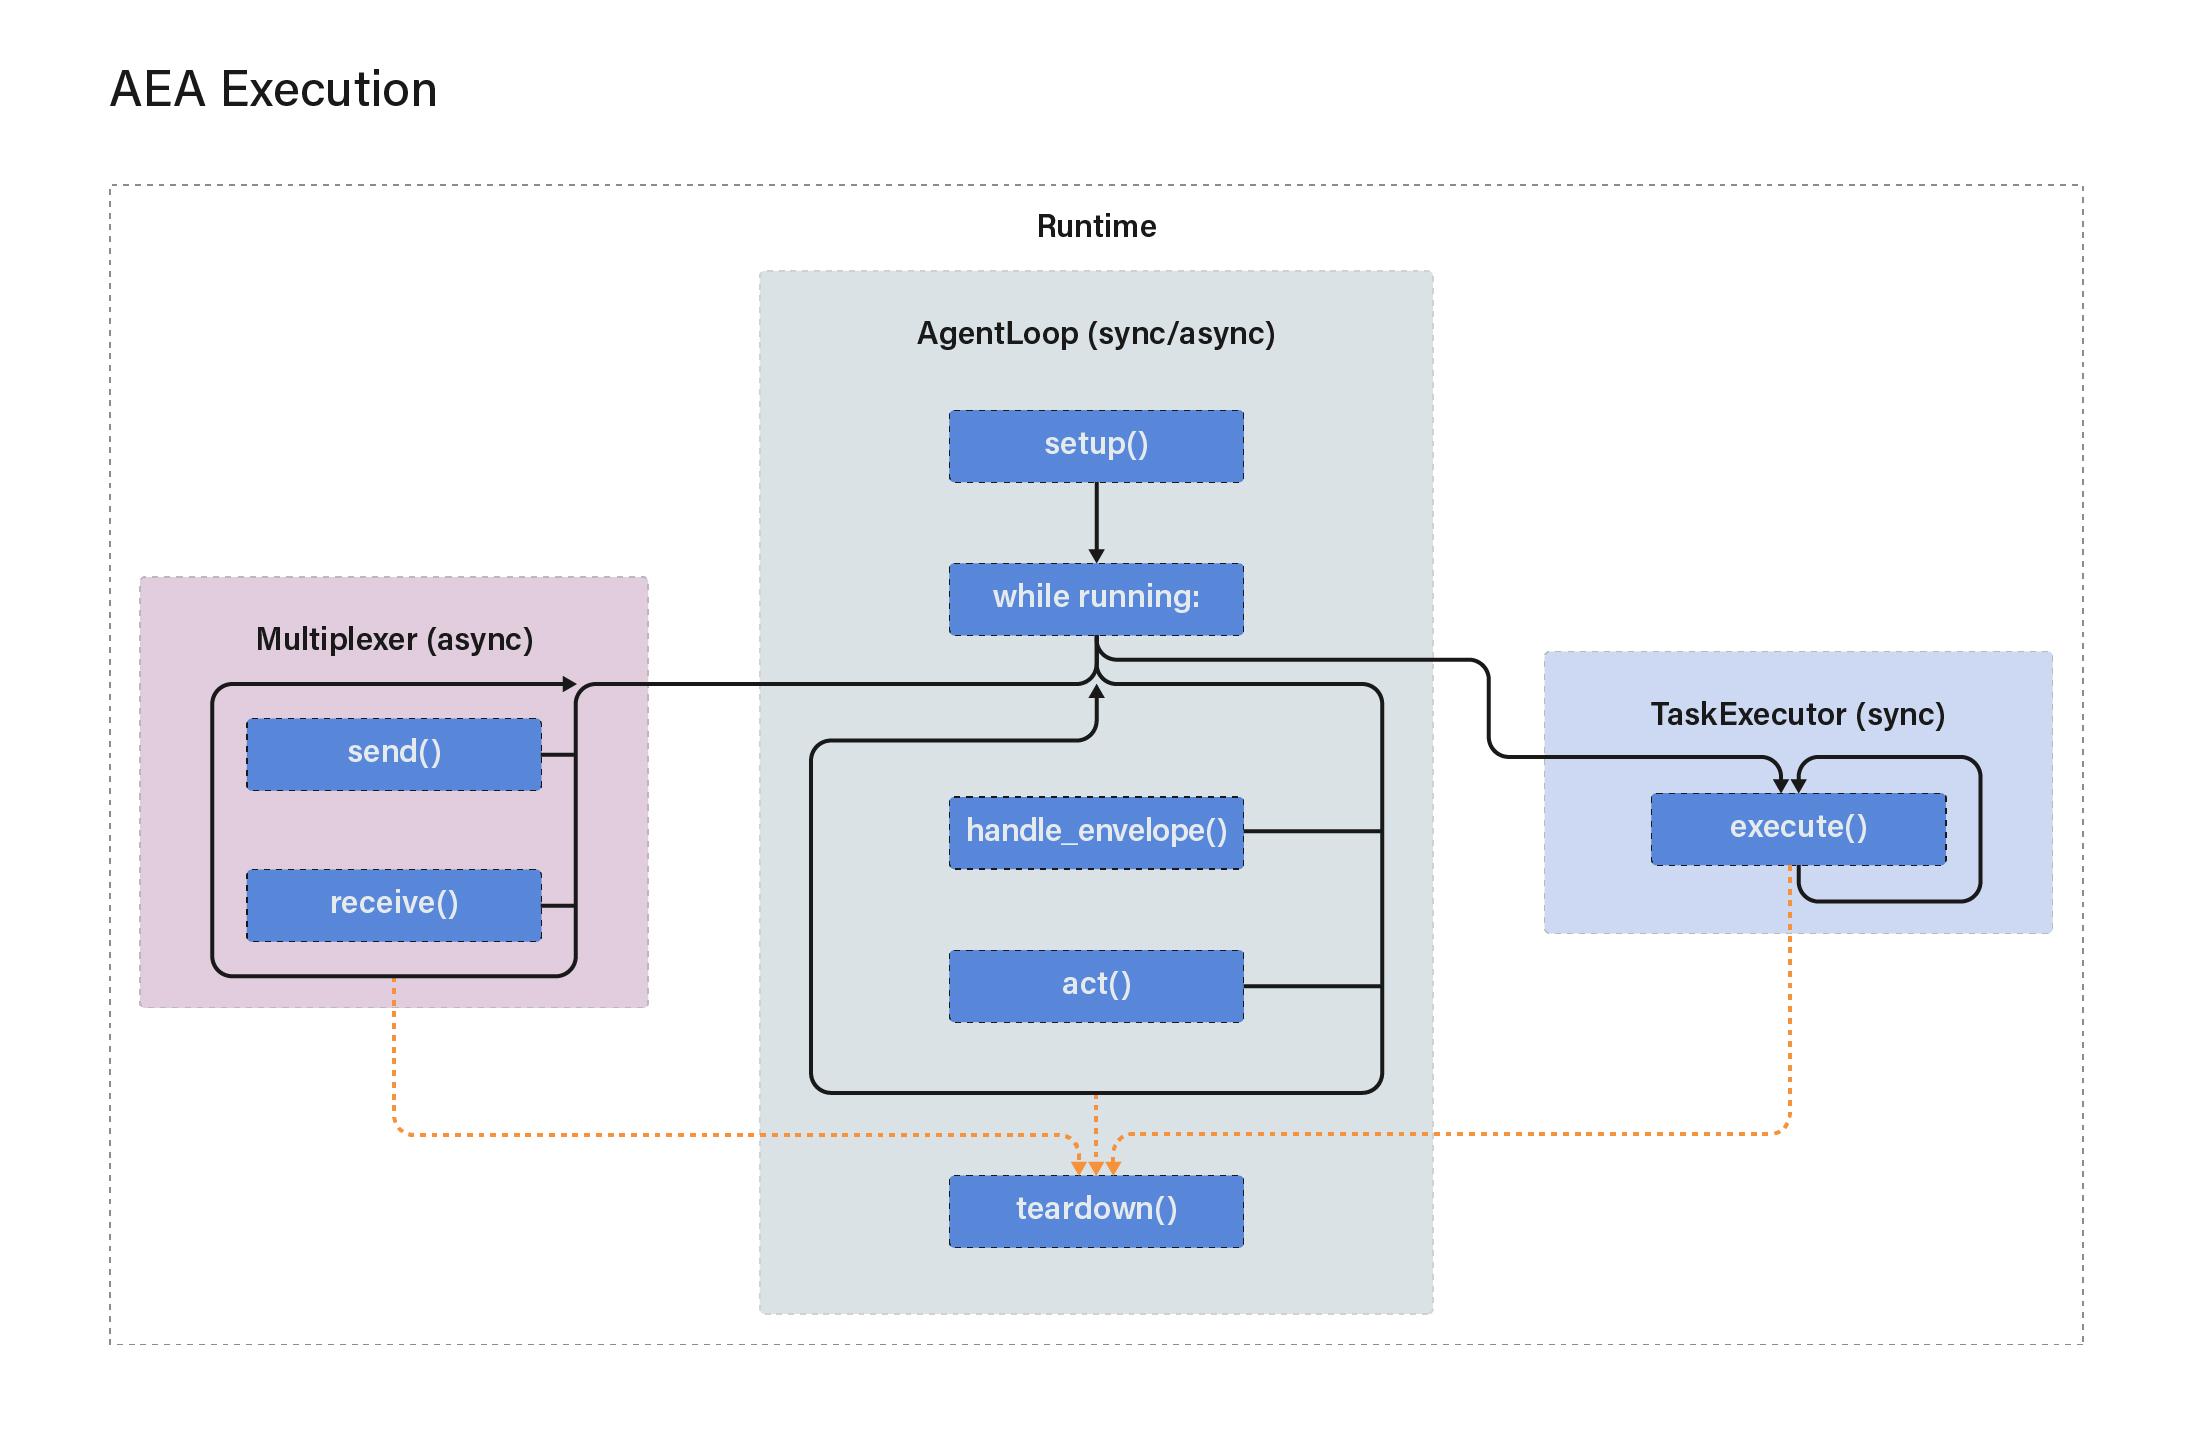 AEA Execution
Runtime
AgentLoop (sync/async)
setup()
while running:
Multiplexer (async)
send()
receive()
handle_envelope()
act()
TaskExecutor (sync)
execute()
teardown()